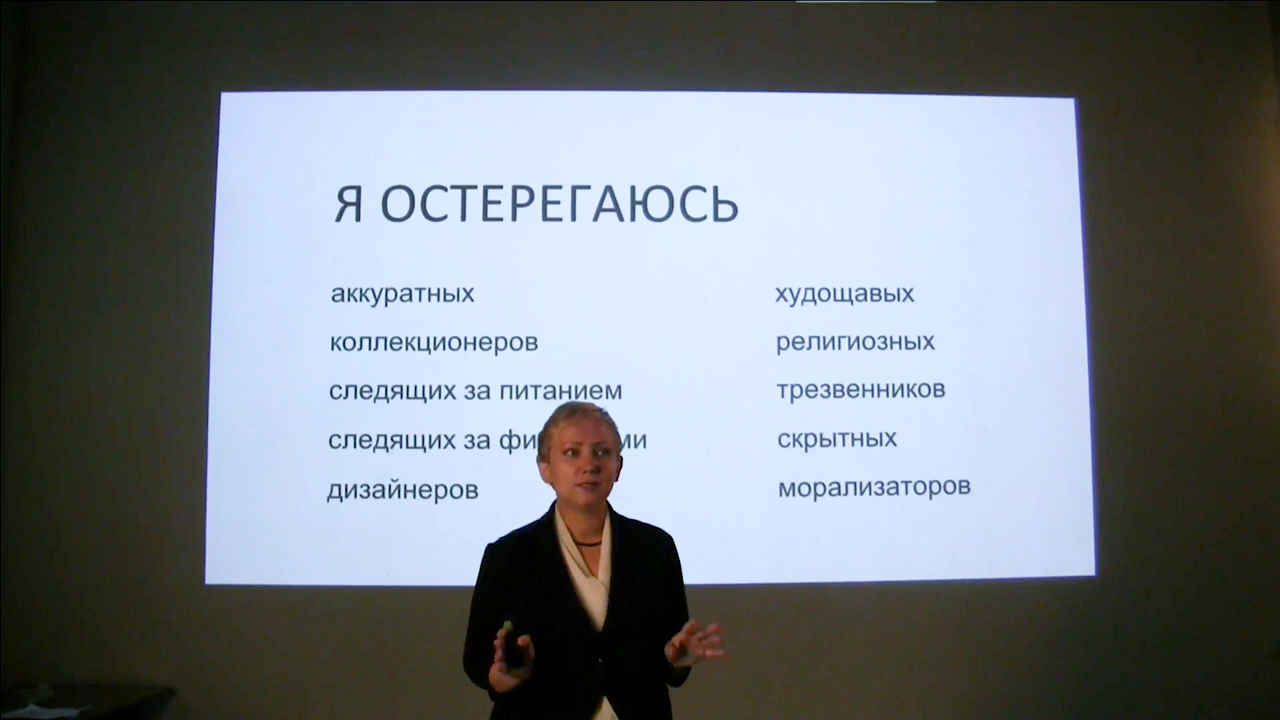 Я ОСТЕРЕГАЮСЬ
аккуратных
коллекционеров
следящих за питанием
следящих за
дизайнеров
худощавых
религиозных
трезвенников
скрытных
морализаторов